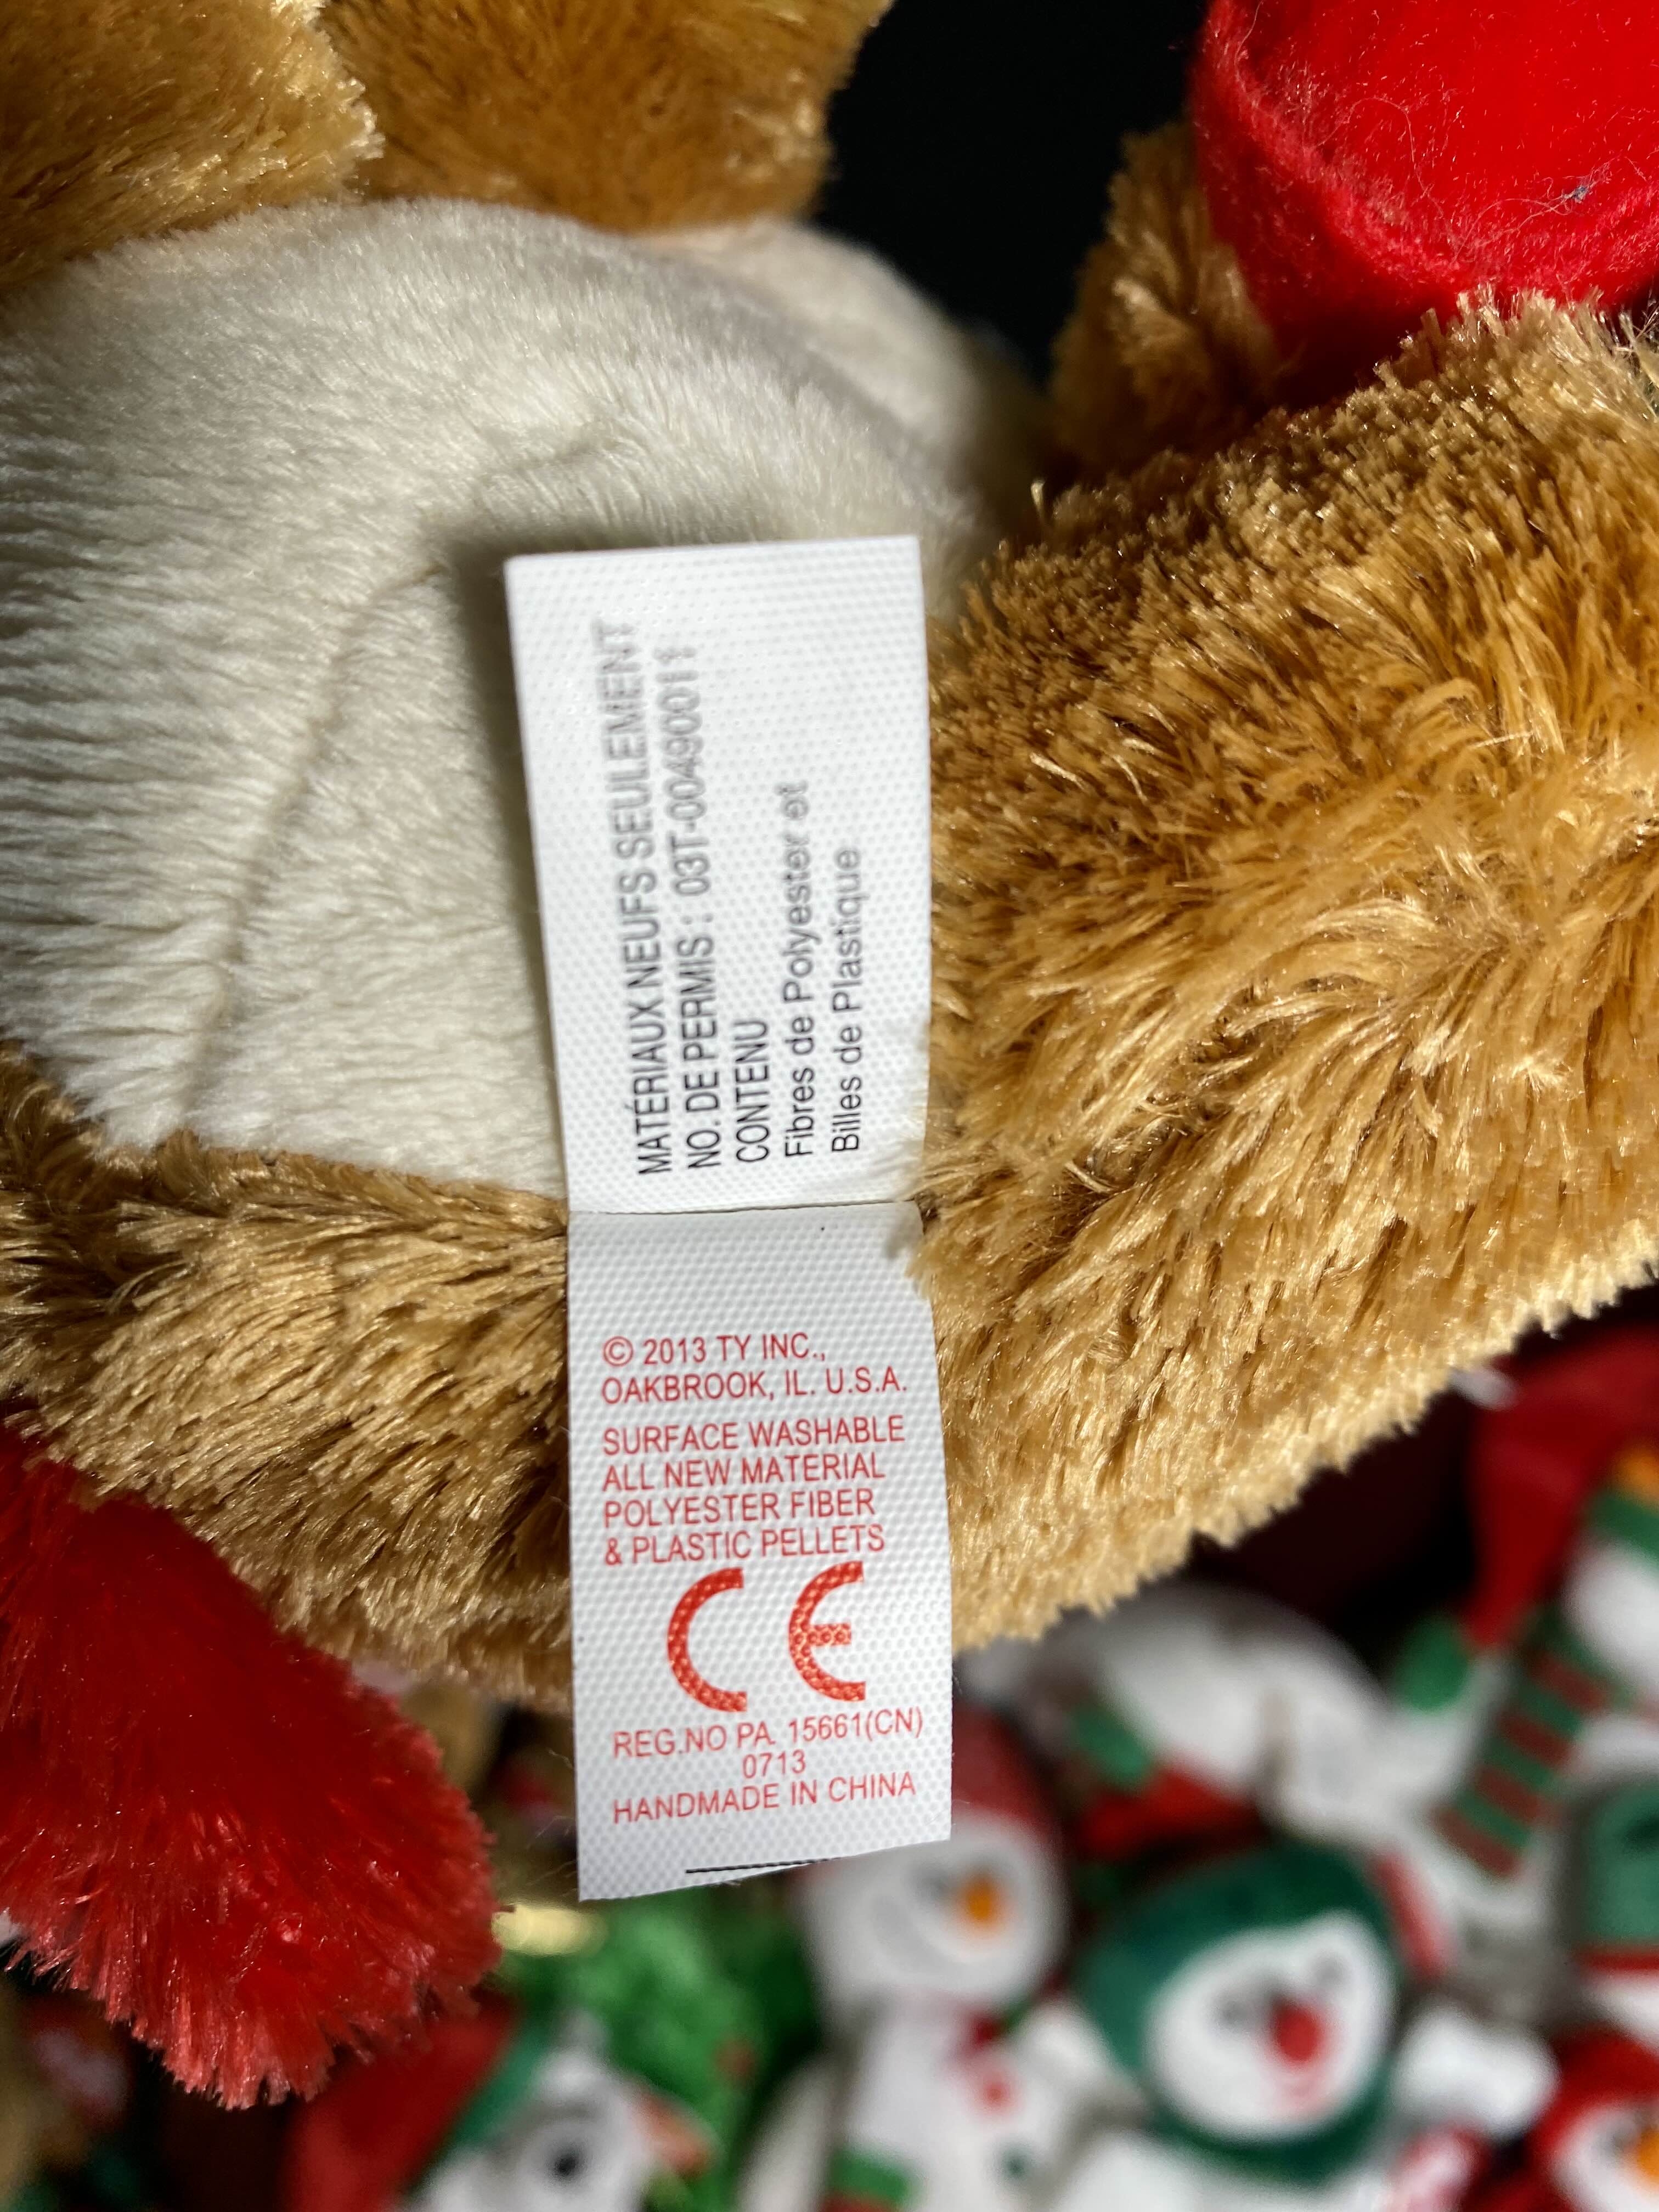 MATÉRIAUX NEUFS SEULEMENT
NO. DE PERMIS : 03T-00490011
CONTENU
Fibres de Polyester et
Billes de Plastique
© 2013 TY INC.,
OAKBROOK, IL. U.S.A.
SURFACE WASHABLE
ALL NEW MATERIAL
POLYESTER FIBER
& PLASTIC PELLETS
CE
REG.NO PA. 15661(CN)
0713
HANDMADE IN CHINA